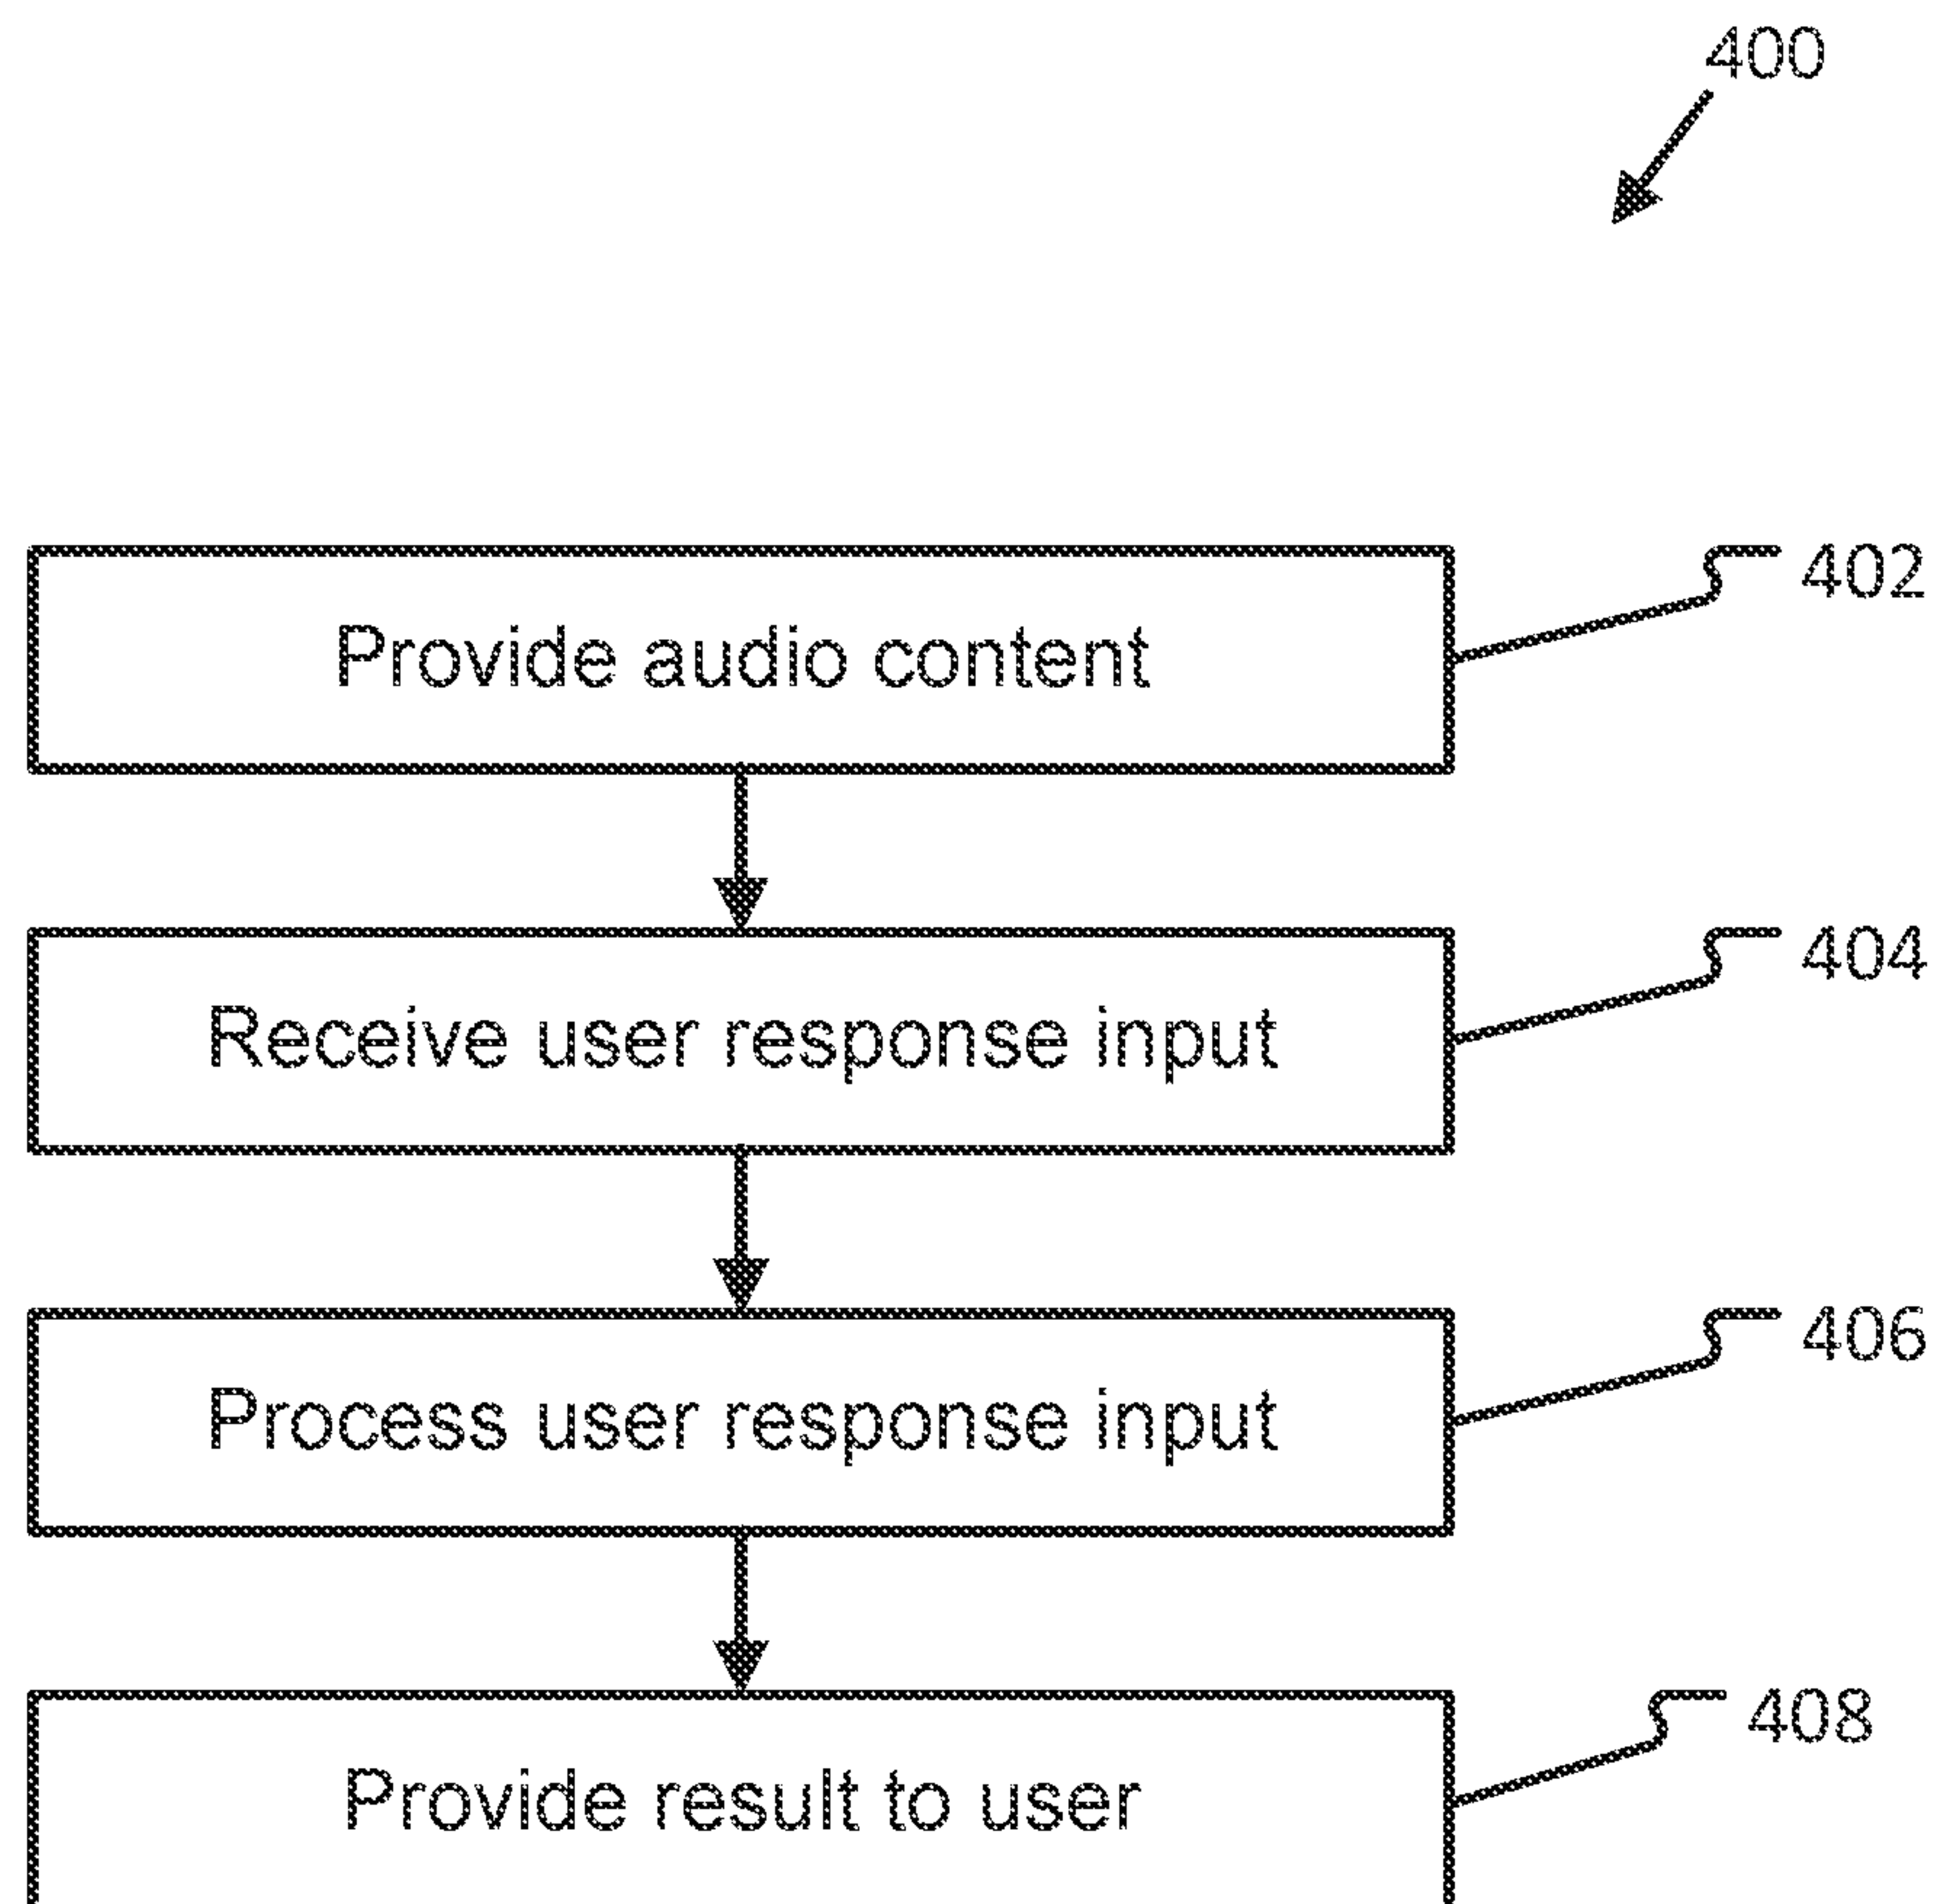 400
Provide audio content
402
Receive user response input
404
Process user response input
406
Provide result to user
408